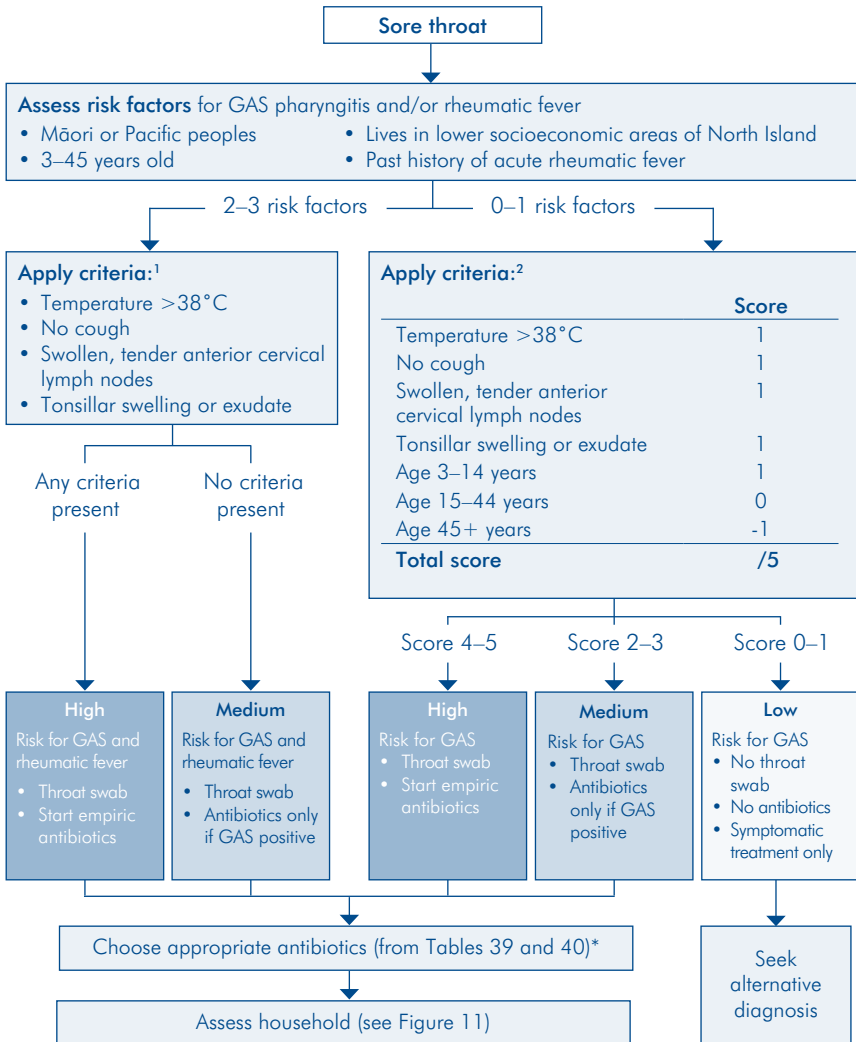 Sore throat
Assess risk factors for GAS pharyngitis and/or rheumatic fever
• Māori or Pacific peoples
• 3–45 years old
• Lives in lower socioeconomic areas of North Island
• Past history of acute rheumatic fever
2–3 risk factors
0–1 risk factors
Apply criteria:¹
• Temperature >38°C
• No cough
• Swollen, tender anterior cervical
lymph nodes
• Tonsillar swelling or exudate
Apply criteria:²
Score
Temperature >38°C 1
No cough 1
Swollen, tender anterior 1
cervical lymph nodes
Tonsillar swelling or exudate 1
Age 3–14 years 1
Age 15–44 years 0
Age 45+ years -1
Total score /5
Any criteria
present
No criteria
present
Score 4–5
Score 2–3
Score 0–1
High
Risk for GAS and
rheumatic fever
• Throat swab
• Start empiric
antibiotics
Medium
Risk for GAS and
rheumatic fever
• Throat swab
• Antibiotics only
if GAS positive
High
Risk for GAS
• Throat swab
• Start empiric
antibiotics
Medium
Risk for GAS
• Throat swab
• Antibiotics
only if GAS
positive
Low
Risk for GAS
• No throat
swab
• No antibiotics
• Symptomatic
treatment only
Choose appropriate antibiotics (from Tables 39 and 40)*
Assess household (see Figure 11)
Seek
alternative
diagnosis